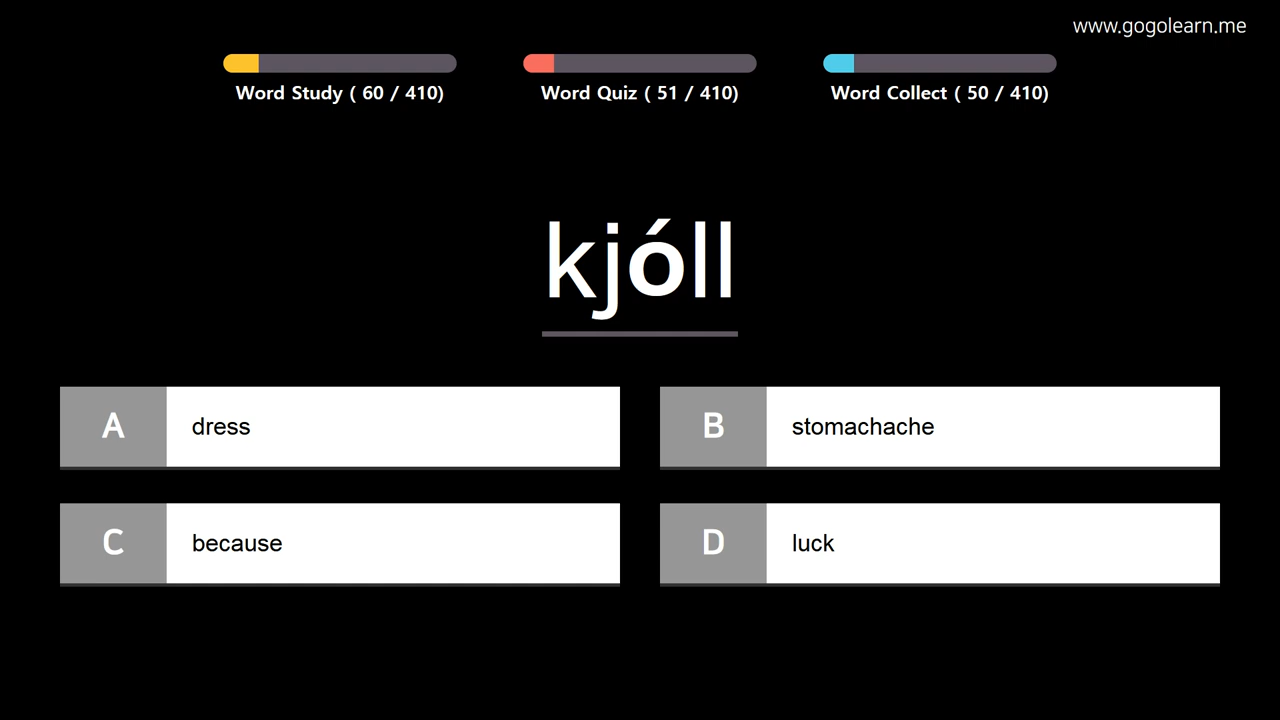 www.gogolearn.me
Word Study ( 60 / 410)
Word Quiz ( 51 / 410)
Word Collect ( 50 / 410)
kjóll
A dress
B stomachache
C because
D luck